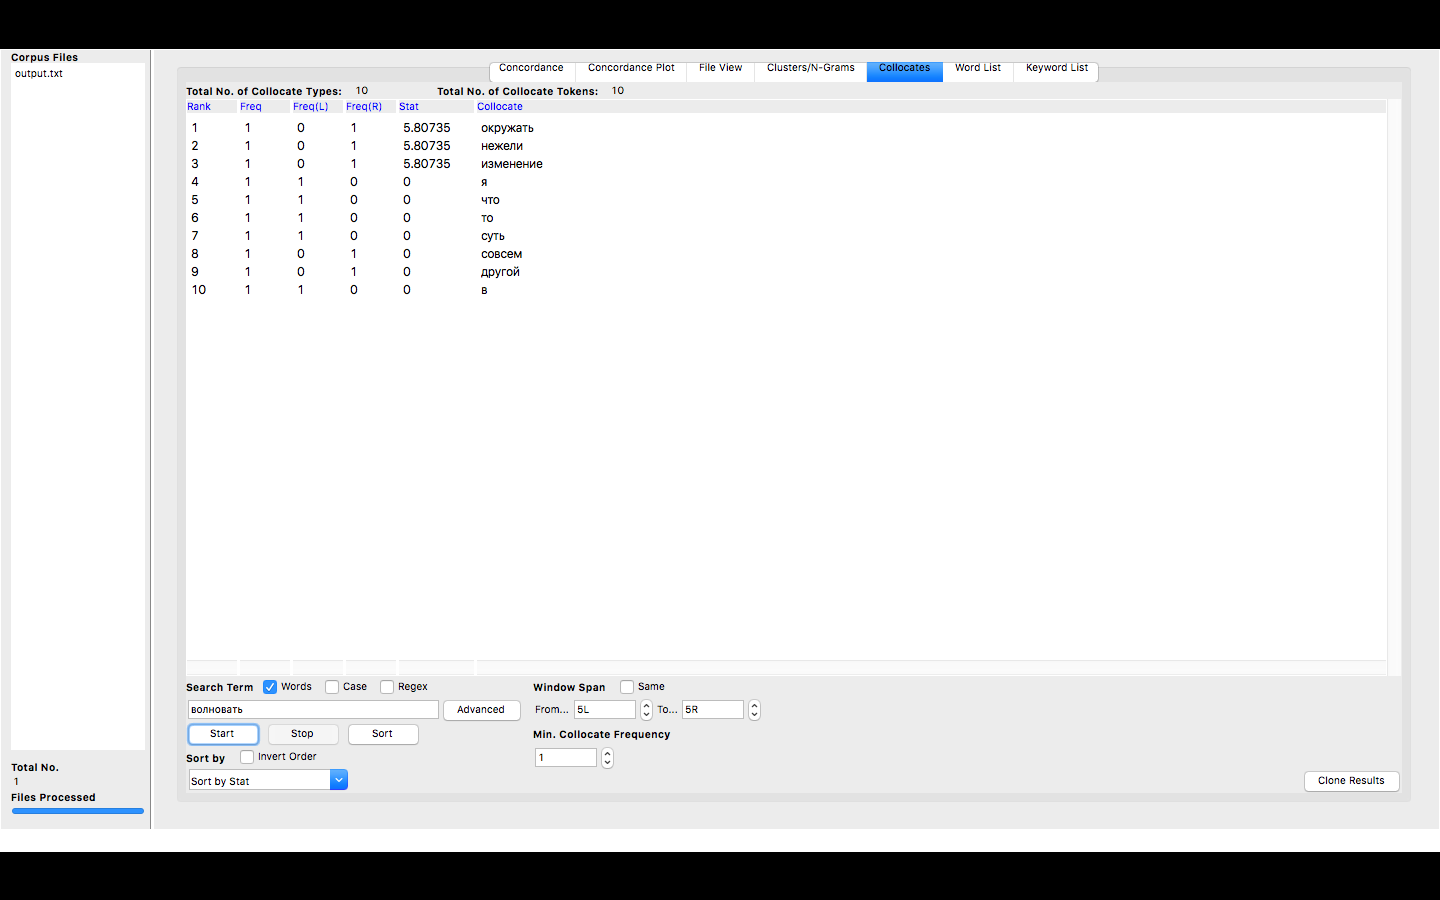 Corpus Files
output.txt
Concordance Concordance Plot File View Clusters/N-Grams Collocates Word List Keyword List
Total No. of Collocate Types: 10 Total No. of Collocate Tokens: 10
Rank Freq Freq(L) Freq(R) Stat Collocate
1 1 0 1 5.80735 окружать
2 1 0 1 5.80735 нежели
3 1 0 1 5.80735 изменение
4 1 1 0 0 я
5 1 1 0 0 что
6 1 1 0 0 то
7 1 1 0 0 суть
8 1 0 1 0 совсем
9 1 0 1 0 другой
10 1 1 0 0 в
Search Term Words Case Regex Window Span Same
волновать Advanced From... 5L To... 5R
Start Stop Sort Min. Collocate Frequency
Sort by Invert Order 1
Sort by Stat Clone Results
Total No.
1
Files Processed